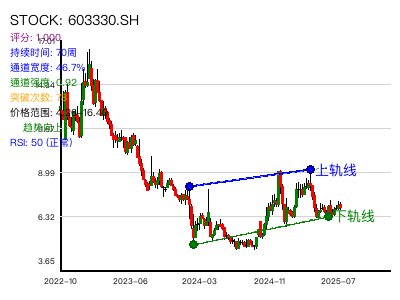 STOCK: 603330.SH
评分: 1.000
持续时间: 70周
通道宽度: 46.7%
通道强度: 0.92
突破次数:
价格范围:
趋势向上
RSI: 50 (正常)
8.99
上轨线
6.32
下轨线
3.65
2022-10
2023-06
2024-03
2024-11
2025-07